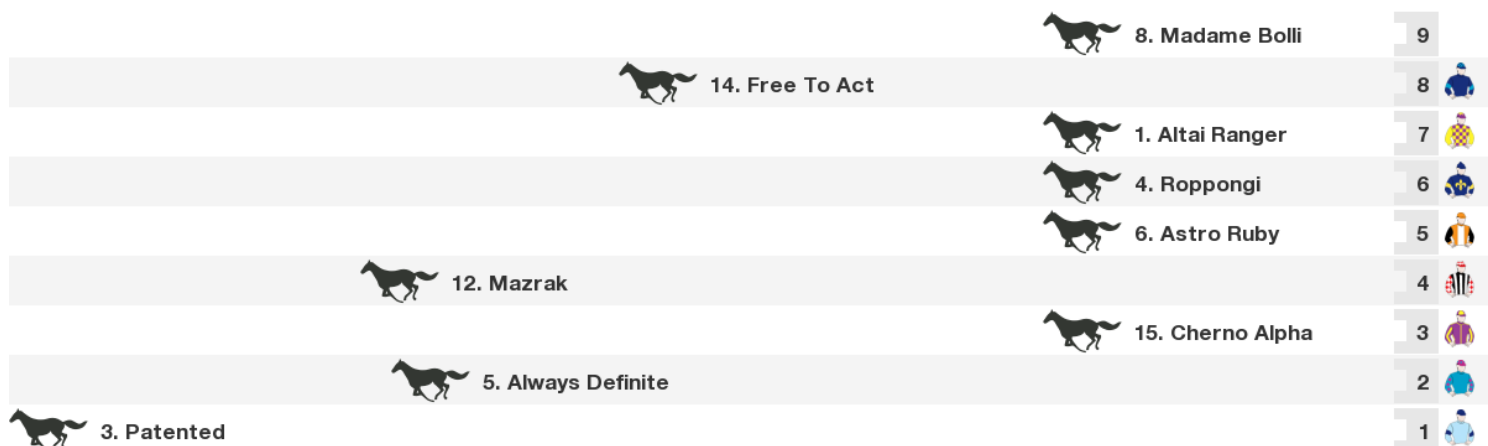 8. Madame Bolli 9
14. Free To Act 8
1. Altai Ranger 7
4. Roppongi 6
6. Astro Ruby 5
12. Mazrak 4
15. Cherno Alpha 3
5. Always Definite 2
3. Patented 1